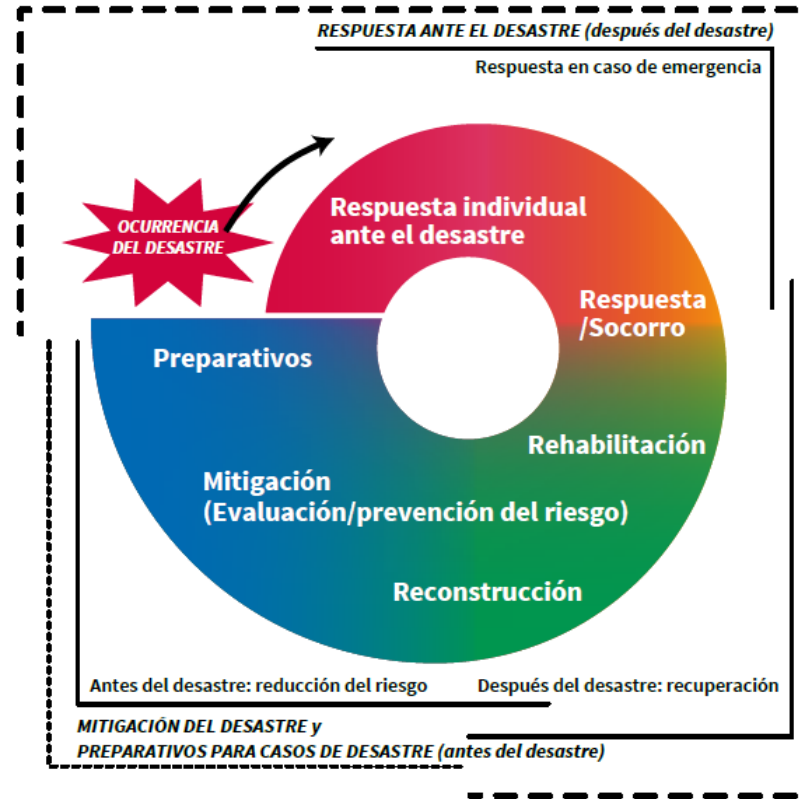 RESPUESTA ANTE EL DESASTRE (después del desastre)
Respuesta en caso de emergencia
OCURRENCIA
DEL DESASTRE
Respuesta individual
ante el desastre
Respuesta
/Socorro
Preparativos
Rehabilitación
Mitigación
(Evaluación/prevención del riesgo)
Reconstrucción
Antes del desastre: reducción del riesgo
Después del desastre: recuperación
MITIGACIÓN DEL DESASTRE y
PREPARATIVOS PARA CASOS DE DESASTRE (antes del desastre)